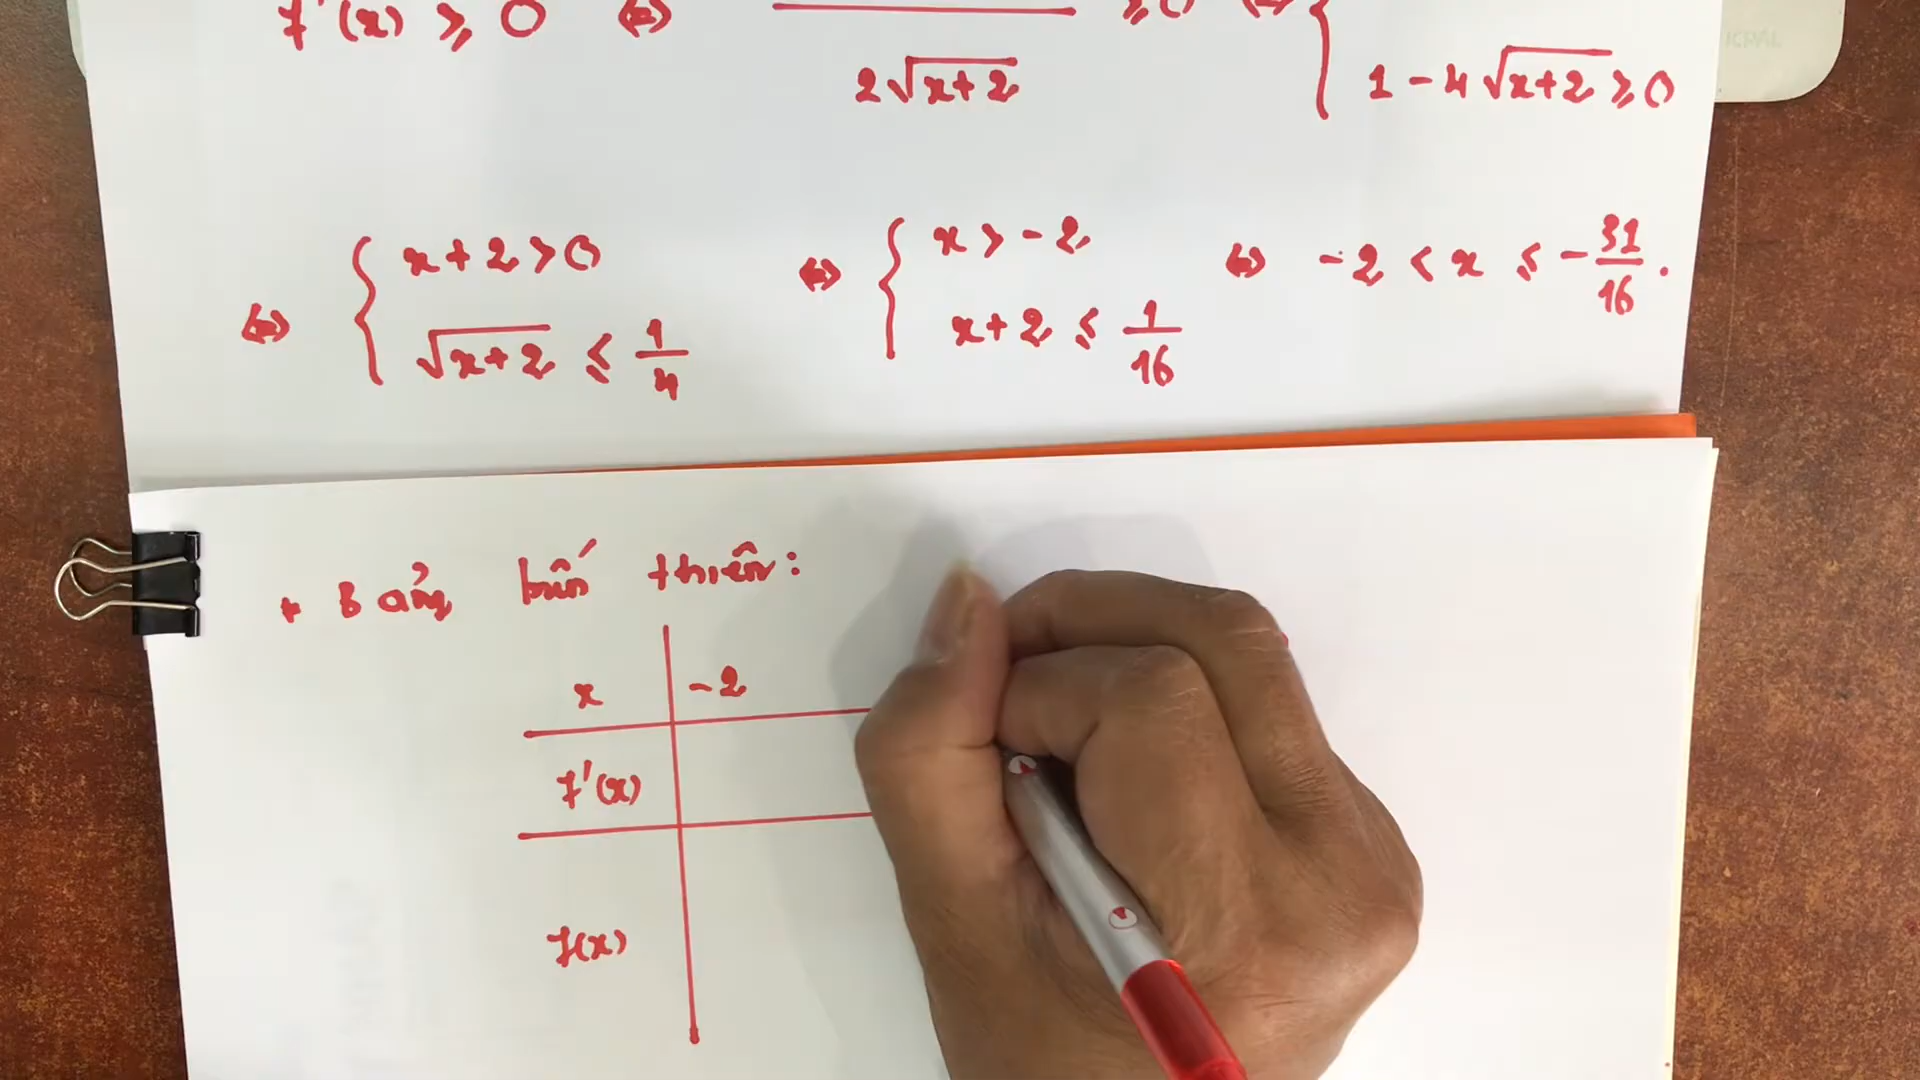 f'(x) ⩾ 0 ⇔ 2√(x+2) ⩾ 0 ⇔ { 1 - 4√(x+2) ⩾ 0
⇔ { x + 2 > 0 √(x+2) ⩽ 1/4 ⇔ { x > -2 x+2 ⩽ 1/16 ⇔ -2 < x ⩽ -31/16 .
+ Bảng biến thiên:
x -2
f'(x)
f(x)